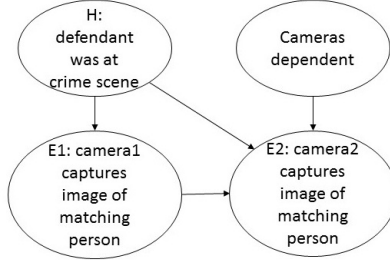 H:
defendant
was at
crime scene
Cameras
dependent
E1: camera1
captures
image of
matching
person
E2: camera2
captures
image of
matching
person